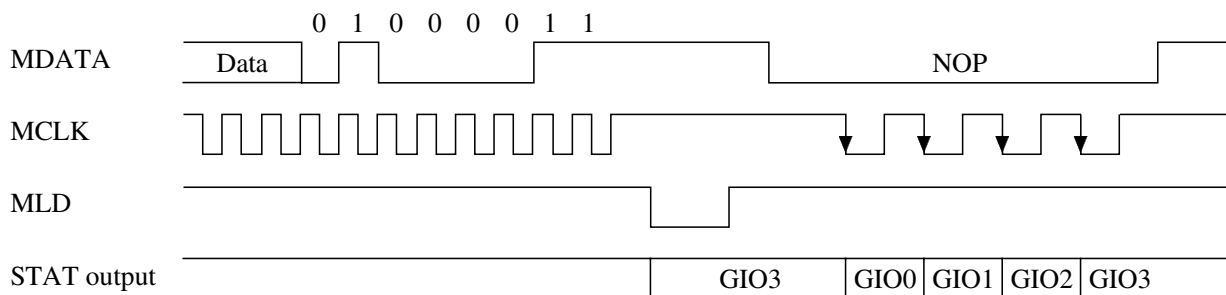 0 1 0 0 0 0 1 1
MDATA Data NOP
MCLK
MLD
STAT output GIO3 GIO0 GIO1 GIO2 GIO3